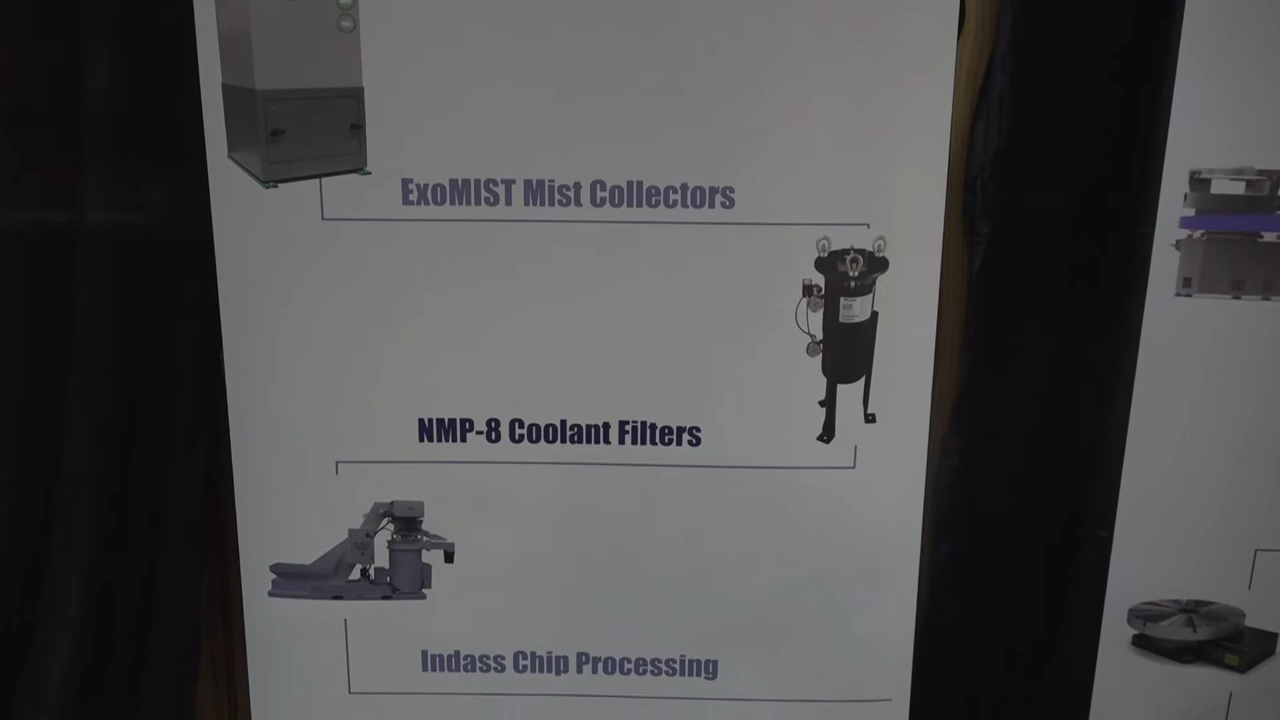 ExoMIST Mist Collectors
NMP-8 Coolant Filters
Indass Chip Processing